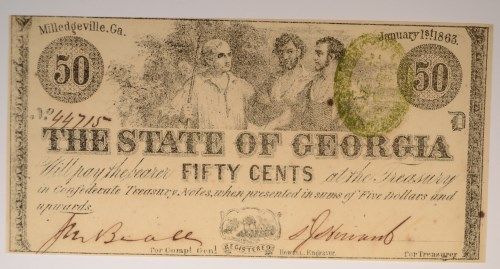 Milledgeville, Ga.
January 1st 1863.
50
50
No 44715
D
THE STATE OF GEORGIA
Will pay the bearer FIFTY CENTS at the Treasury
in Confederate Treasury Notes, when presented in sums of Five Dollars and
upwards.
REGISTERED
For Compt Genl
Howell, Engraver.
For Treasurer